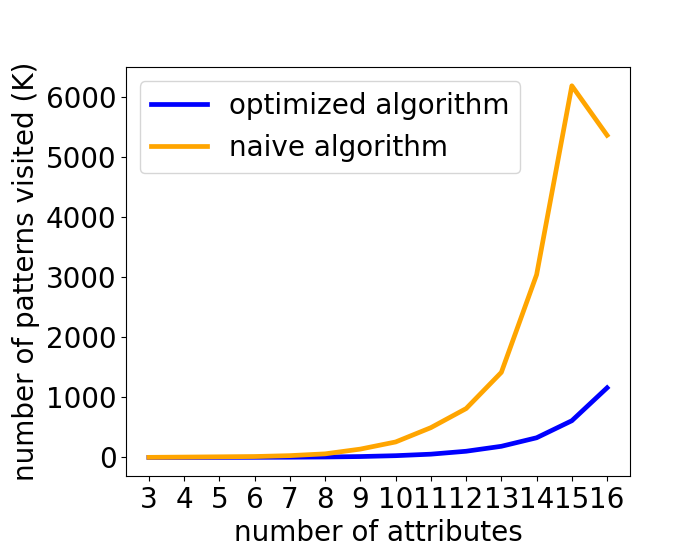 optimized algorithm
naive algorithm
number of patterns visited (K)
6000
5000
4000
3000
2000
1000
0
3 4 5 6 7 8 9 10 11 12 13 14 15 16
number of attributes